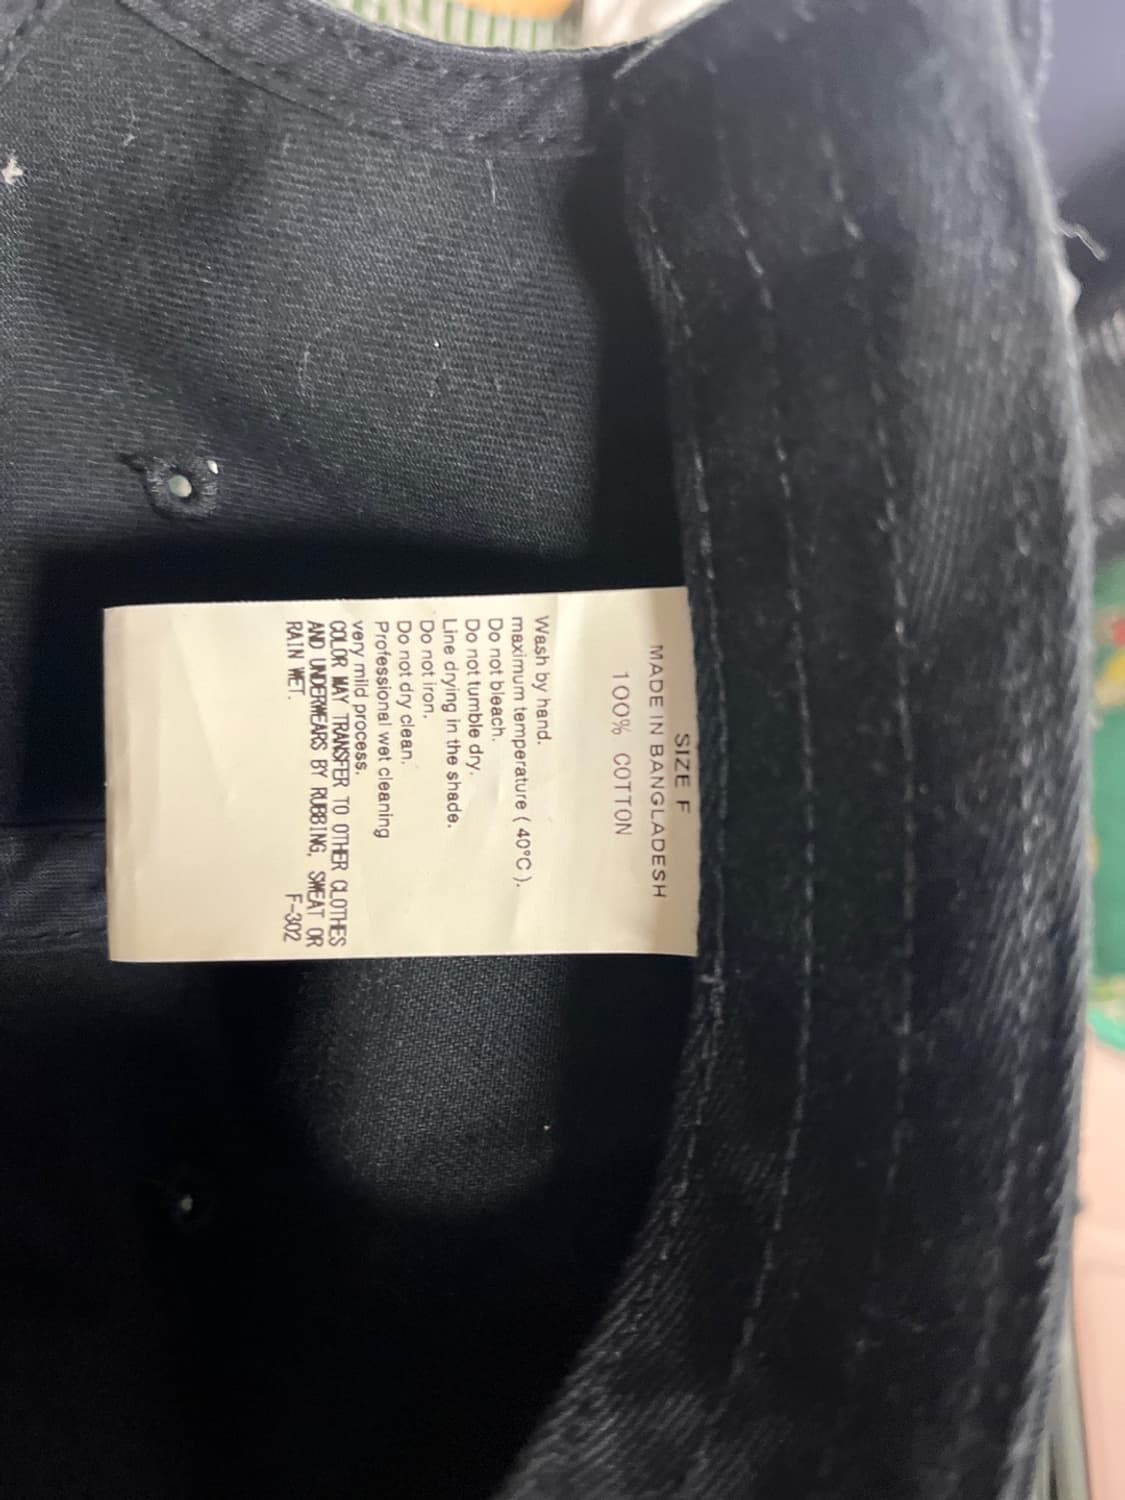 SIZE F
MADE IN BANGLADESH
100% COTTON
Wash by hand.
maximum temperature ( 40°C ).
Do not bleach.
Do not tumble dry.
Line drying in the shade.
Do not iron.
Do not dry clean.
Professional wet cleaning
very mild process.
COLOR MAY TRANSFER TO OTHER CLOTHES
AND UNDERWEARS BY RUBBING, SWEAT OR
RAIN WET. F-302